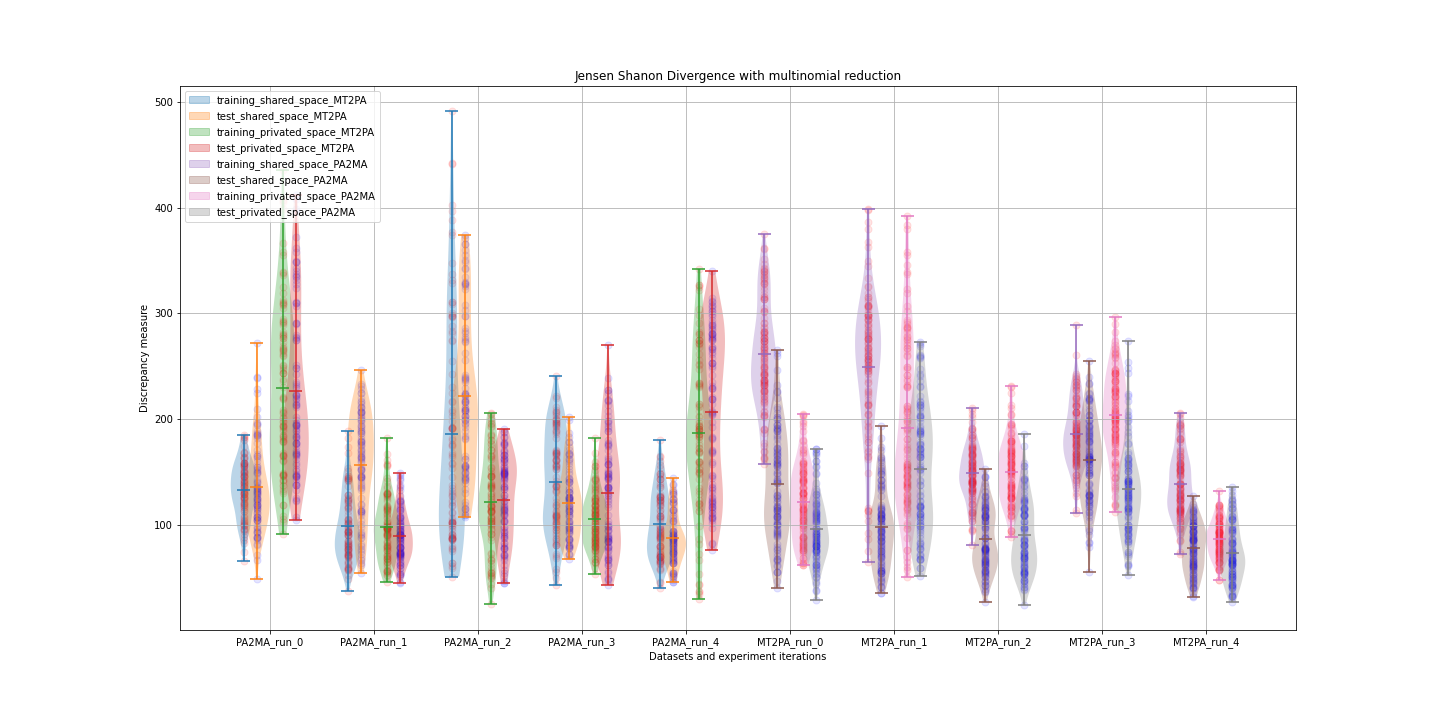 Jensen Shanon Divergence with multinomial reduction
training_shared_space_MT2PA
test_shared_space_MT2PA
training_privated_space_MT2PA
test_privated_space_MT2PA
training_shared_space_PA2MA
test_shared_space_PA2MA
training_privated_space_PA2MA
test_privated_space_PA2MA
500
400
300
200
100
Discrepancy measure
PA2MA_run_0 PA2MA_run_1 PA2MA_run_2 PA2MA_run_3 PA2MA_run_4 MT2PA_run_0 MT2PA_run_1 MT2PA_run_2 MT2PA_run_3 MT2PA_run_4
Datasets and experiment iterations